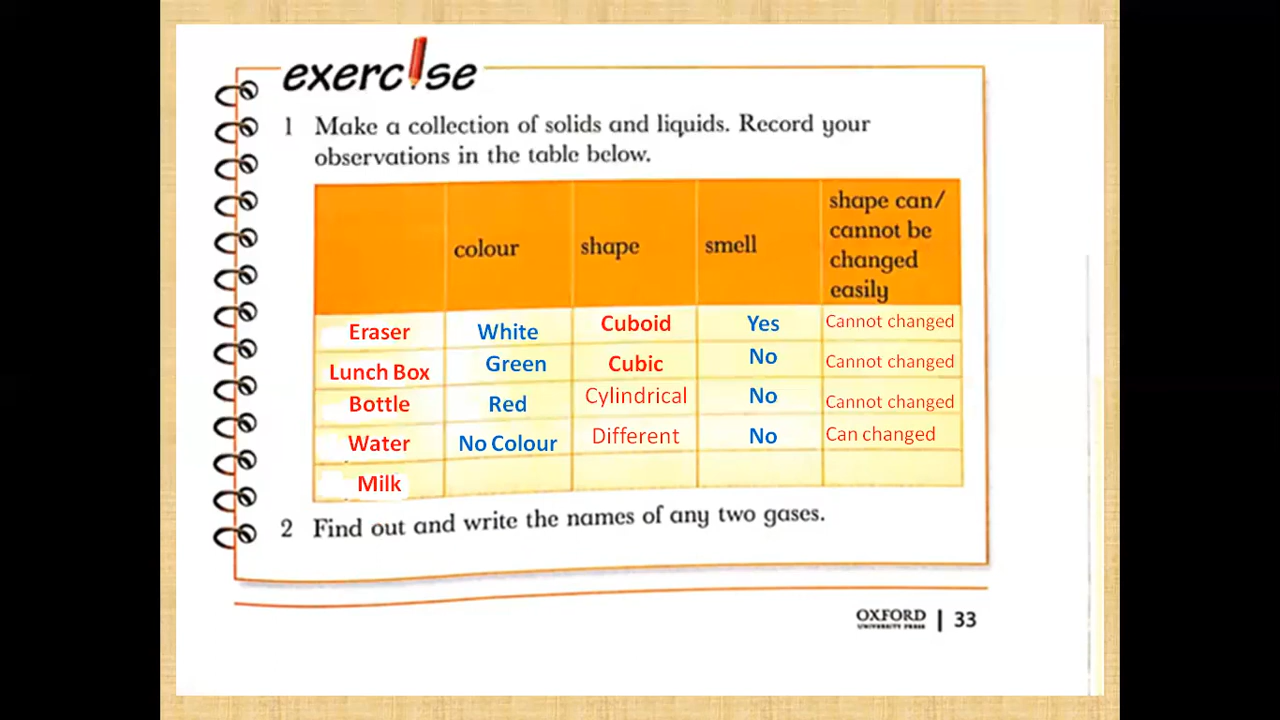 exercise
1 Make a collection of solids and liquids. Record your
observations in the table below.
colour shape smell shape can/
cannot be
changed
easily
Eraser White Cuboid Yes Cannot changed
Lunch Box Green Cubic No Cannot changed
Bottle Red Cylindrical No Cannot changed
Water No Colour Different No Can changed
Milk
2 Find out and write the names of any two gases.
OXFORD | 33
UNIVERSITY PRESS